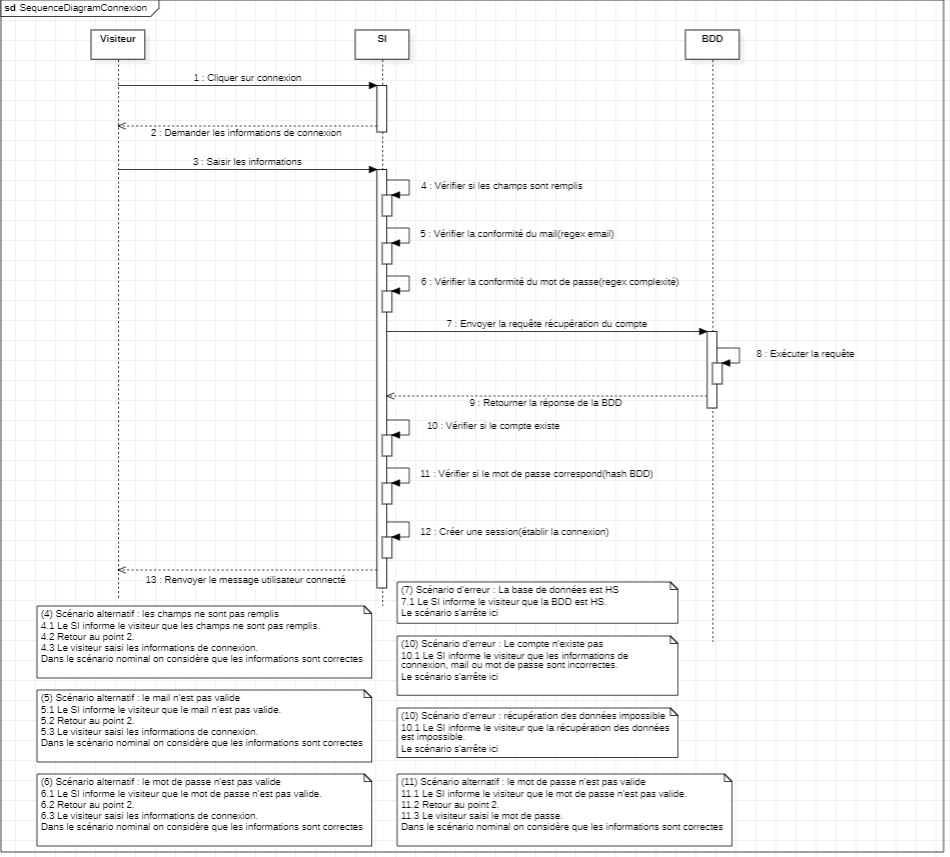 sd SequenceDiagramConnexion
Visiteur
SI
BDD
1 : Cliquer sur connexion
2 : Demander les informations de connexion
3 : Saisir les informations
4 : Vérifier si les champs sont remplis
5 : Vérifier la conformité du mail(regex email)
6 : Vérifier la conformité du mot de passe(regex complexité)
7 : Envoyer la requête récupération du compte
8 : Exécuter la requête
9 : Retourner la réponse de la BDD
10 : Vérifier si le compte existe
11 : Vérifier si le mot de passe correspond(hash BDD)
12 : Créer une session(établir la connexion)
13 : Renvoyer le message utilisateur connecté
(4) Scénario alternatif : les champs ne sont pas remplis
4.1 Le SI informe le visiteur que les champs ne sont pas remplis.
4.2 Retour au point 2.
4.3 Le visiteur saisi les informations de connexion.
Dans le scénario nominal on considère que les informations sont correctes
(5) Scénario alternatif : le mail n'est pas valide
5.1 Le SI informe le visiteur que le mail n'est pas valide.
5.2 Retour au point 2.
5.3 Le visiteur saisi les informations de connexion.
Dans le scénario nominal on considère que les informations sont correctes
(6) Scénario alternatif : le mot de passe n'est pas valide
6.1 Le SI informe le visiteur que le mot de passe n'est pas valide.
6.2 Retour au point 2.
6.3 Le visiteur saisi les informations de connexion.
Dans le scénario nominal on considère que les informations sont correctes
(7) Scénario d'erreur : La base de données est HS
7.1 Le SI informe le visiteur que la BDD est HS.
Le scénario s'arrête ici
(10) Scénario d'erreur : Le compte n'existe pas
10.1 Le SI informe le visiteur que les informations de
connexion, mail ou mot de passe sont incorrectes.
Le scénario s'arrête ici
(10) Scénario d'erreur : récupération des données impossible
10.1 Le SI informe le visiteur que la récupération des données
est impossible.
Le scénario s'arrête ici
(11) Scénario alternatif : le mot de passe n'est pas valide
11.1 Le SI informe le visiteur que le mot de passe n'est pas valide.
11.2 Retour au point 2.
11.3 Le visiteur saisi le mot de passe.
Dans le scénario nominal on considère que les informations sont correctes